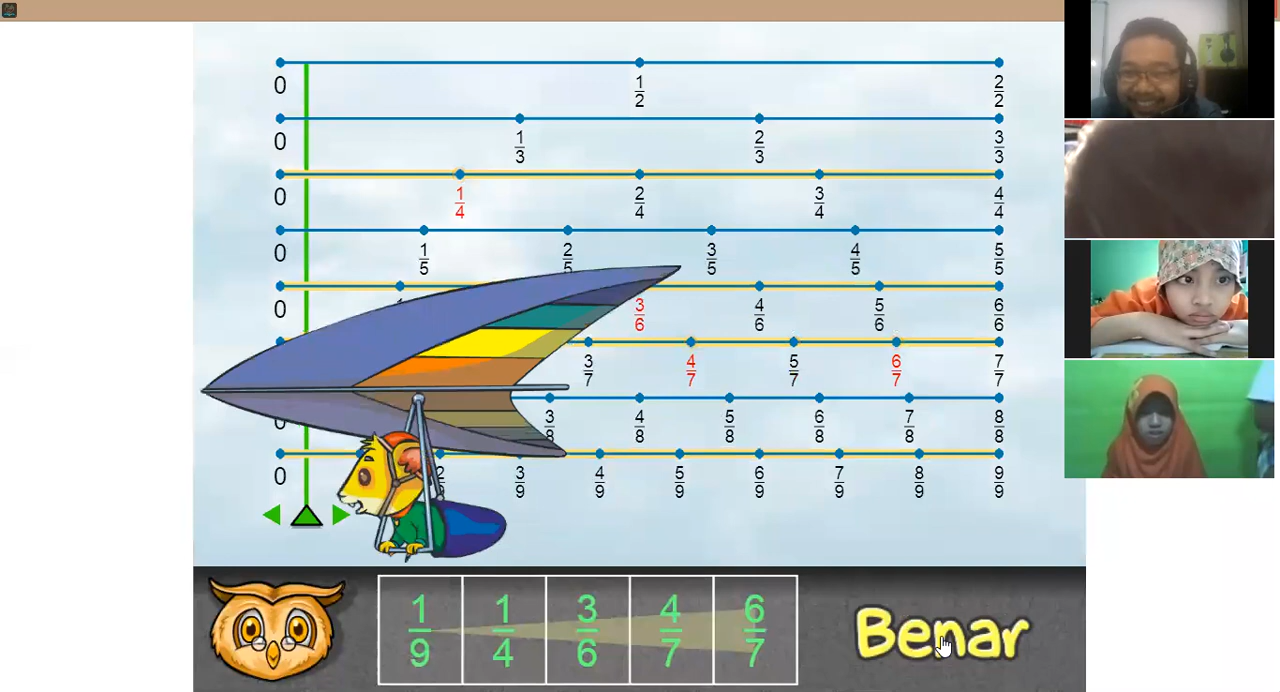 0 1/2 2/2
0 1/3 2/3 3/3
0 1/4 2/4 3/4 4/4
0 1/5 2/5 3/5 4/5 5/5
0 3/6 4/6 5/6 6/6
3/7 4/7 5/7 6/7 7/7
3/8 4/8 5/8 6/8 7/8 8/8
0 3/9 4/9 5/9 6/9 7/9 8/9 9/9
1/9 1/4 3/6 4/7 6/7
Benar